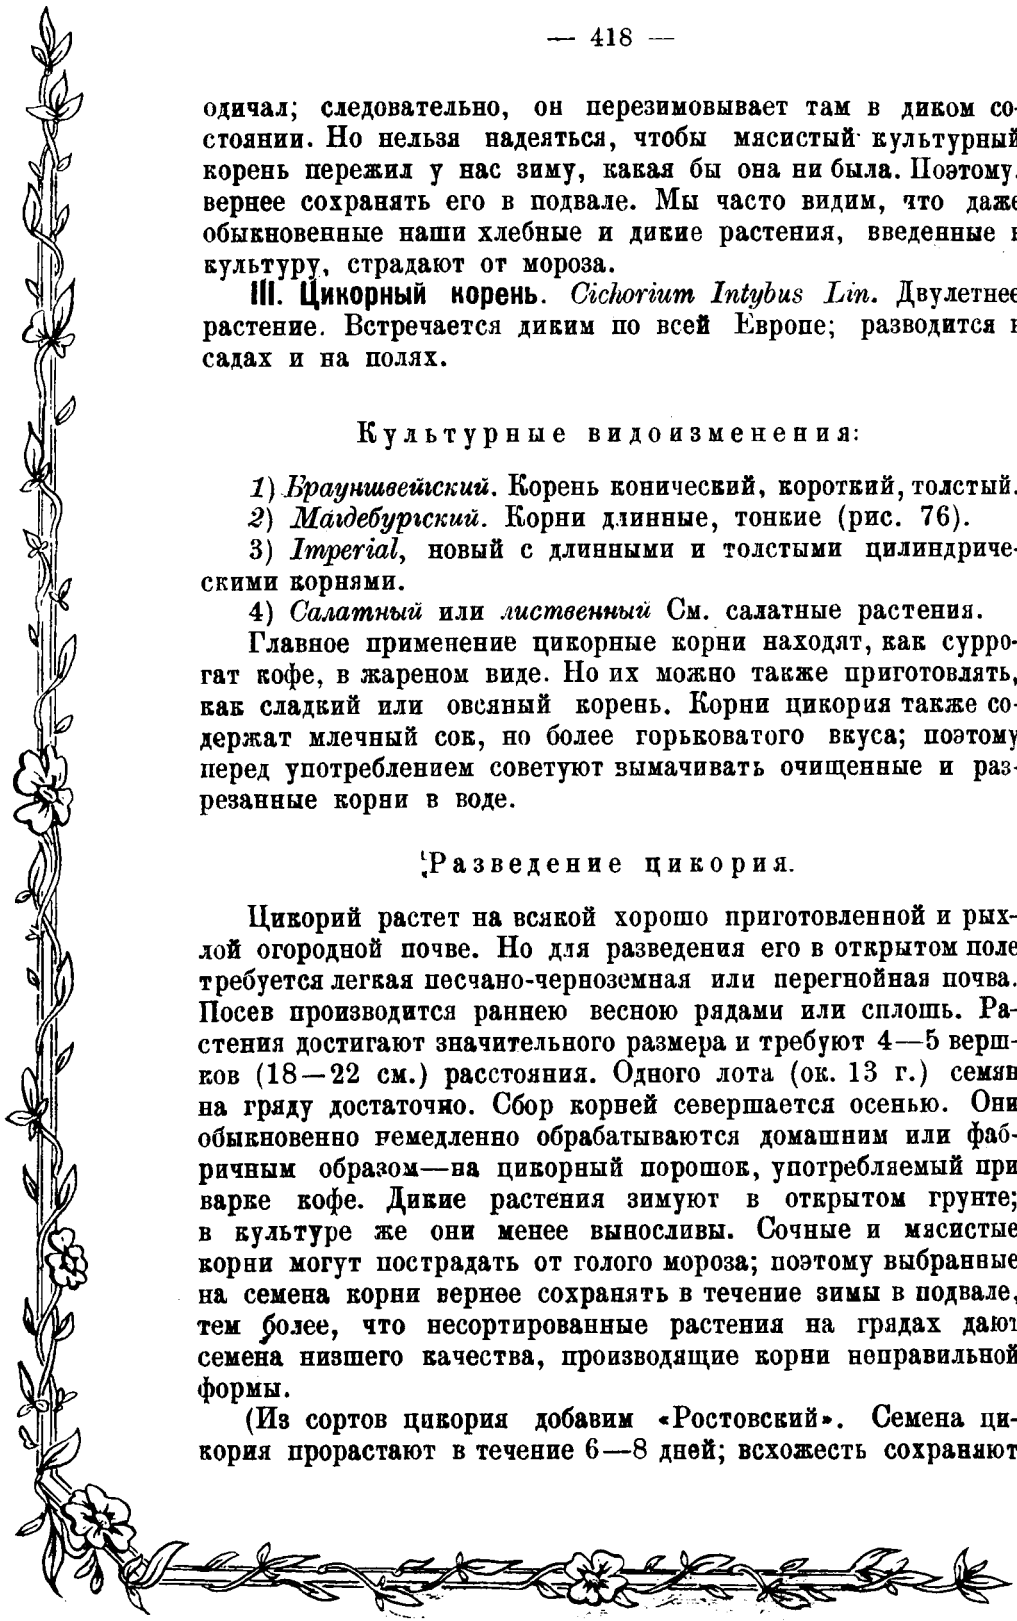 — 418 —
одичал; следовательно, он перезимовывает там в диком со-
стоянии. Но нельзя надеяться, чтобы мясистый культурный
корень пережил у нас зиму, какая бы она ни была. Поэтому
вернее сохранять его в подвале. Мы часто видим, что даже
обыкновенные наши хлебные и дикие растения, введенные в
культуру, страдают от мороза.
III. Цикорный корень. Cichorium Intybus Lin. Двулетнее
растение. Встречается диким по всей Европе; разводится в
садах и на полях.
Культурные видоизменения:
1) Брауншвейгский. Корень конический, короткий, толстый.
2) Магдебургский. Корни длинные, тонкие (рис. 76).
3) Imperial, новый с длинными и толстыми цилиндриче-
скими корнями.
4) Салатный или лиственный См. салатные растения.
Главное применение цикорные корни находят, как сурро-
гат кофе, в жареном виде. Но их можно также приготовлять,
как сладкий или овсяный корень. Корни цикория также со-
держат млечный сок, но более горьковатого вкуса; поэтому
перед употреблением советуют вымачивать очищенные и раз-
резанные корни в воде.
Разведение цикория.
Цикорий растет на всякой хорошо приготовленной и рых-
лой огородной почве. Но для разведения его в открытом поле
требуется легкая песчано-черноземная или перегнойная почва.
Посев производится раннею весною рядами или сплошь. Ра-
стения достигают значительного размера и требуют 4—5 верш-
ков (18—22 см.) расстояния. Одного лота (ок. 13 г.) семян
на гряду достаточно. Сбор корней севершается осенью. Они
обыкновенно немедленно обрабатываются домашним или фаб-
ричным образом—на цикорный порошок, употребляемый при
варке кофе. Дикие растения зимуют в открытом грунте;
в культуре же они менее выносливы. Сочные и мясистые
корни могут пострадать от голого мороза; поэтому выбранные
на семена корни вернее сохранять в течение зимы в подвале,
тем более, что несортированные растения на грядах дают
семена низшего качества, производящие корни неправильной
формы.
(Из сортов цикория добавим «Ростовский». Семена ци-
кория прорастают в течение 6—8 дней; всхожесть сохраняют